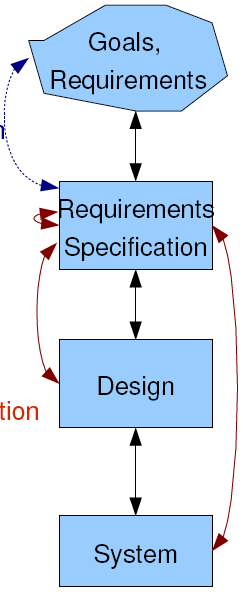 Goals,
Requirements
Requirements
Specification
Design
System